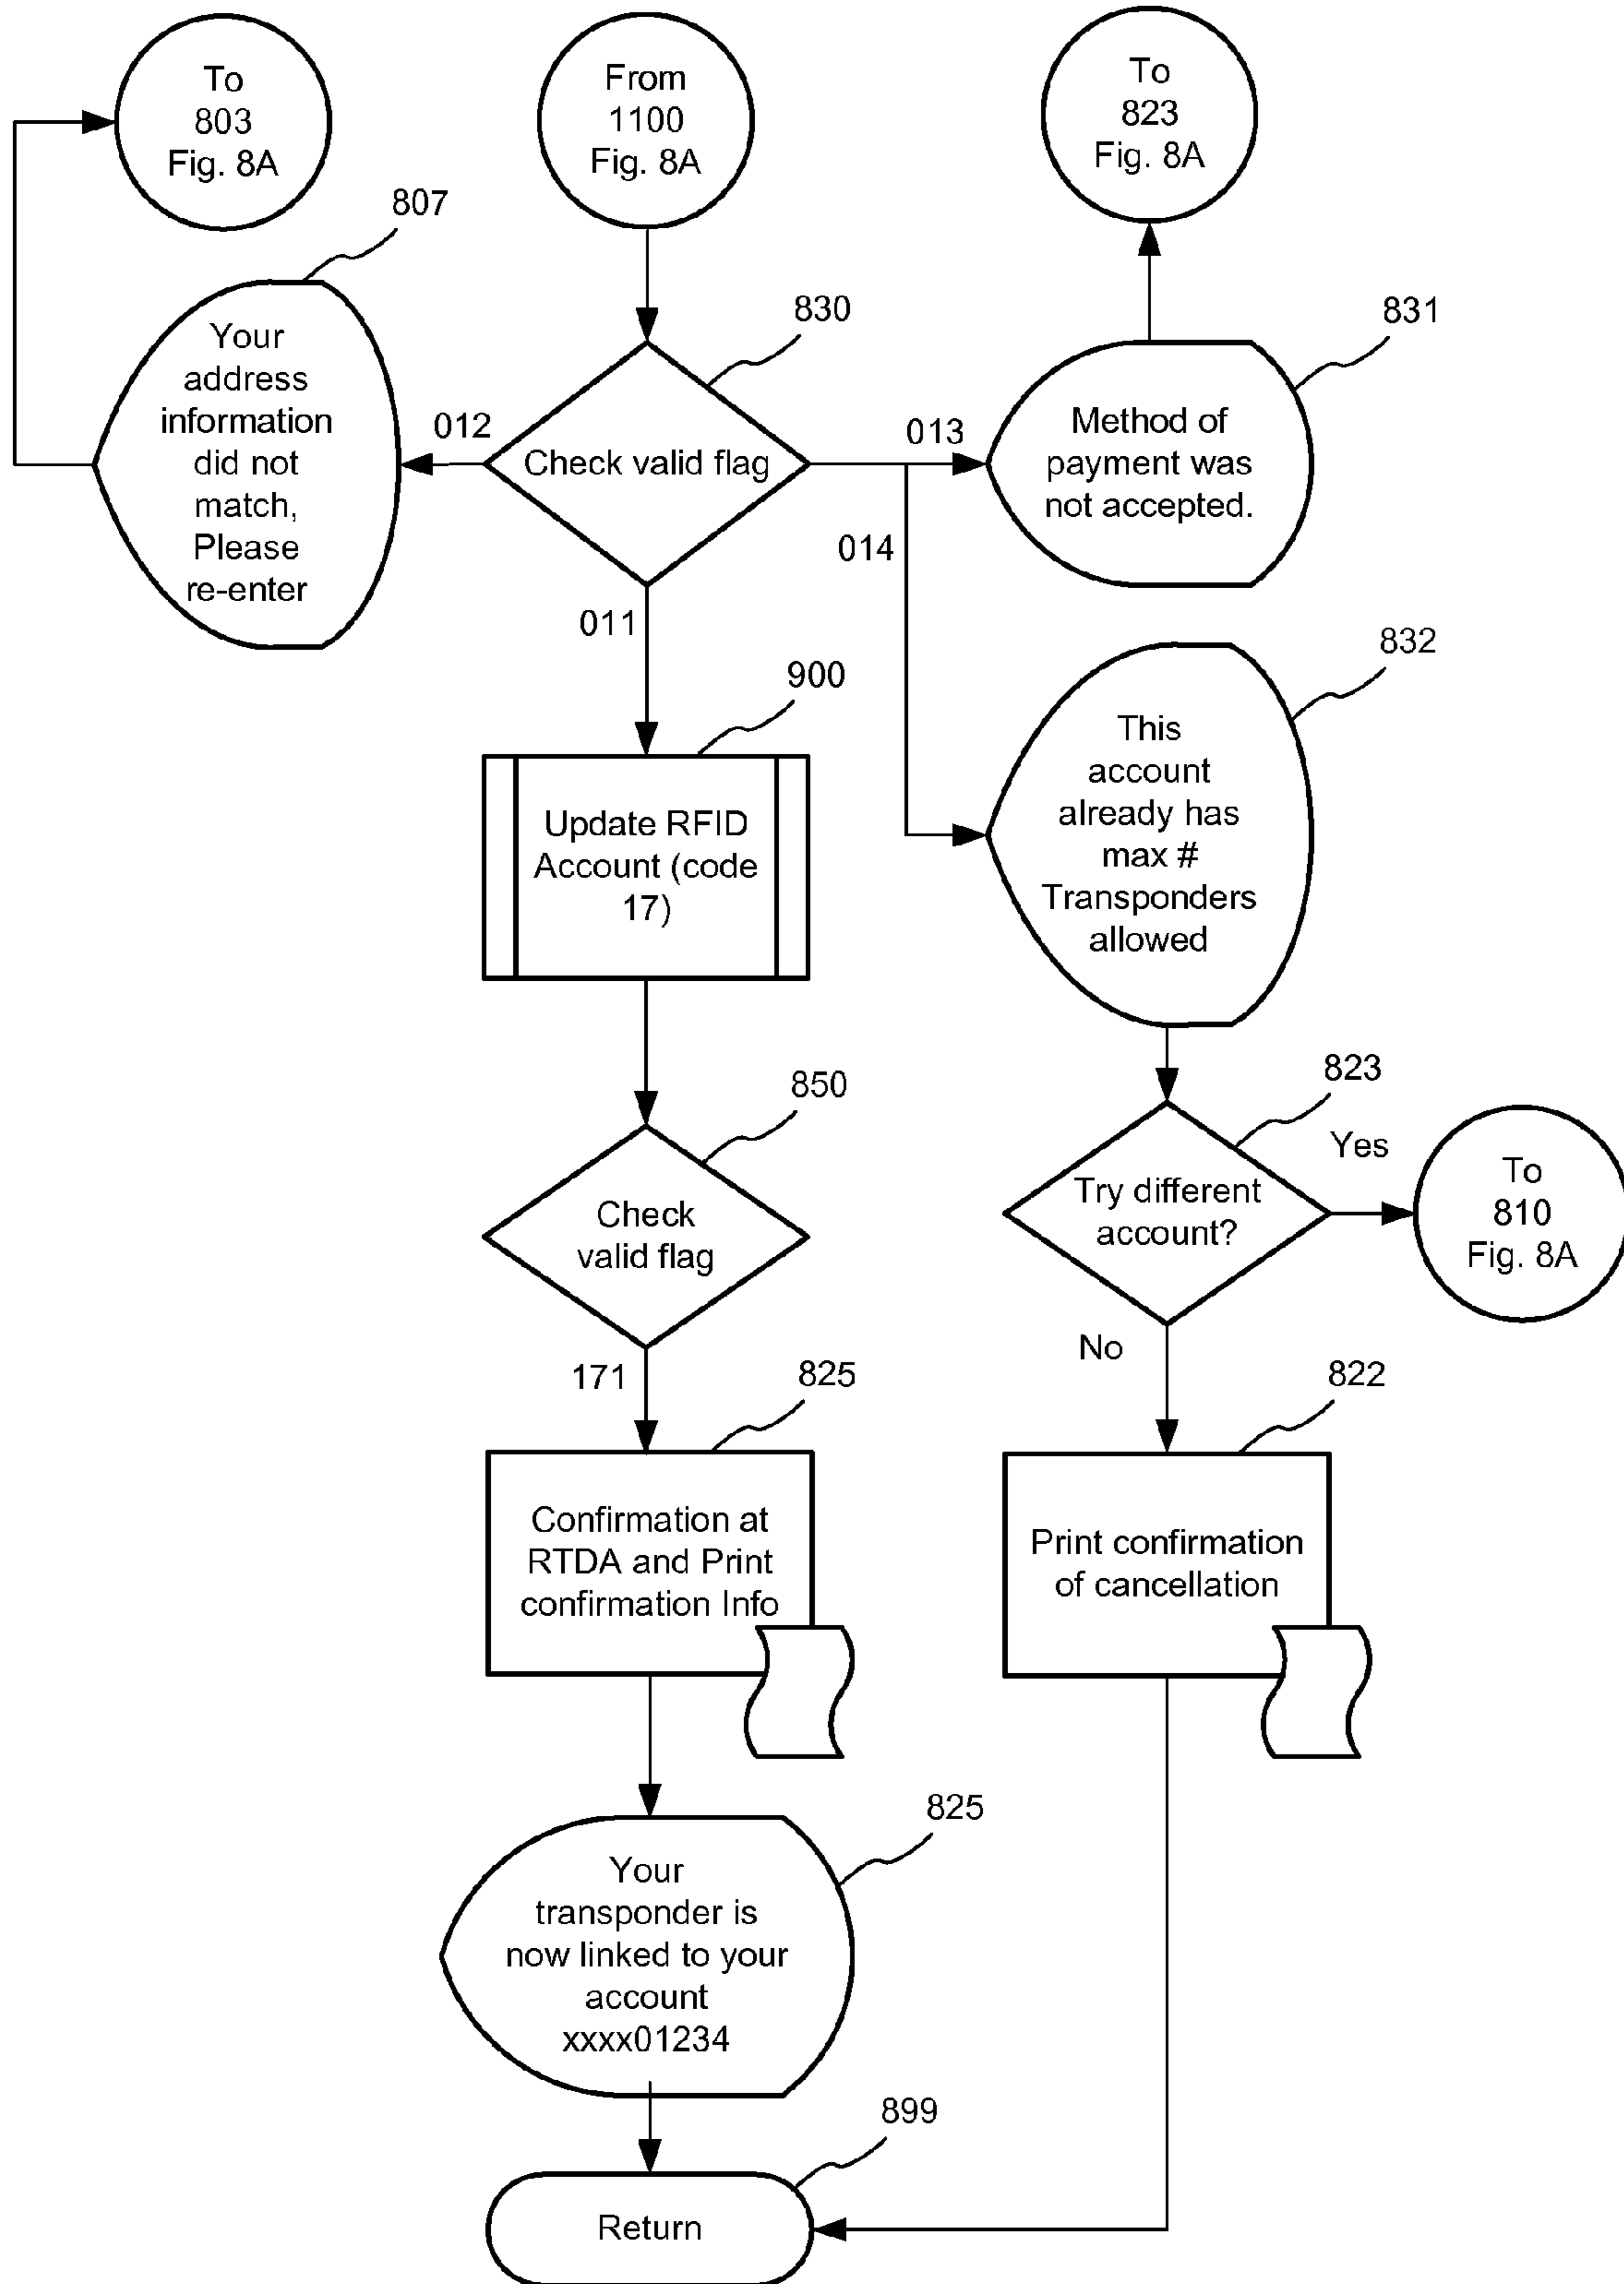 To
803
Fig. 8A
From
1100
Fig. 8A
To
823
Fig. 8A
807
Your
address
information
did not
match,
Please
re-enter
012
830
Check valid flag
013
014
011
831
Method of
payment was
not accepted.
832
This
account
already has
max #
Transponders
allowed
900
Update RFID
Account (code
17)
850
Check
valid flag
171
823
Try different
account?
Yes
To
810
Fig. 8A
No
825
Confirmation at
RTDA and Print
confirmation Info
822
Print confirmation
of cancellation
825
Your
transponder is
now linked to your
account
xxxx01234
899
Return